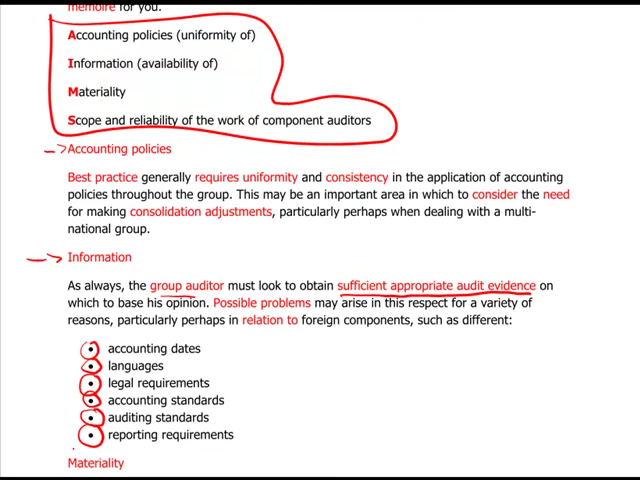 memoire for you.
Accounting policies (uniformity of)
Information (availability of)
Materiality
Scope and reliability of the work of component auditors
Accounting policies
Best practice generally requires uniformity and consistency in the application of accounting
policies throughout the group. This may be an important area in which to consider the need
for making consolidation adjustments, particularly perhaps when dealing with a multi-
national group.
Information
As always, the group auditor must look to obtain sufficient appropriate audit evidence on
which to base his opinion. Possible problems may arise in this respect for a variety of
reasons, particularly perhaps in relation to foreign components, such as different:
• accounting dates
• languages
• legal requirements
• accounting standards
• auditing standards
• reporting requirements
Materiality